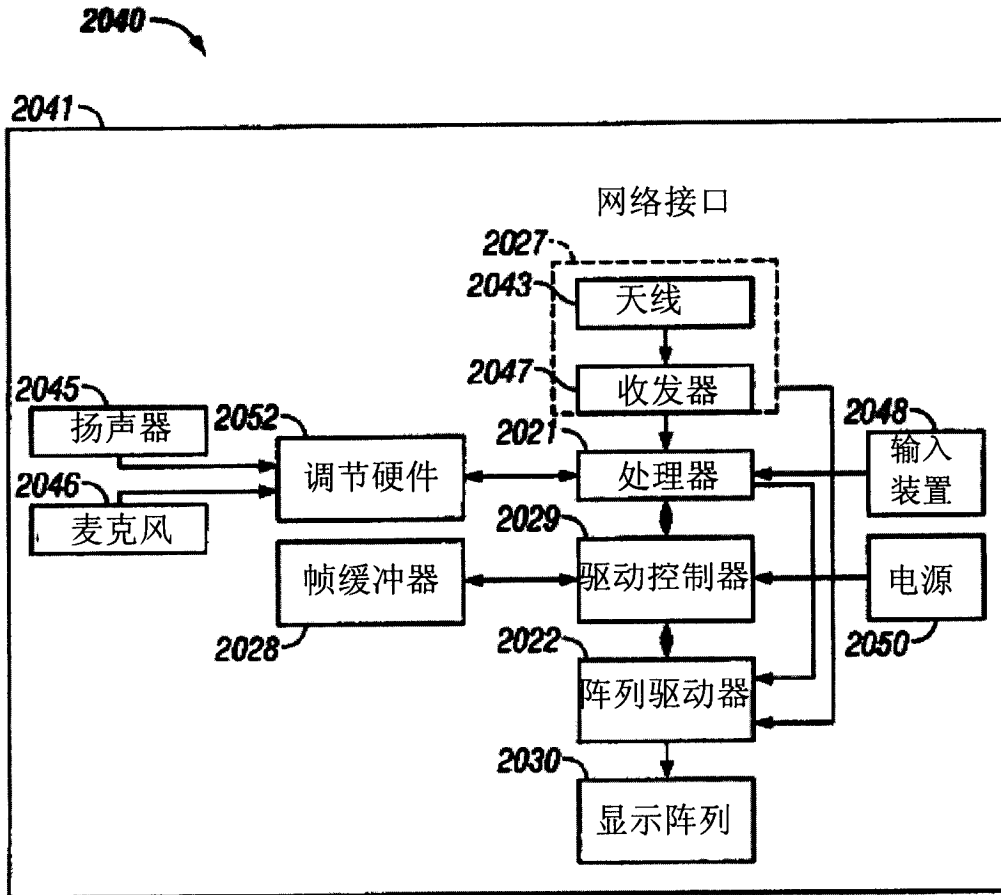 2040
2041
网络接口
2027
2043
天线
2047
收发器
2045
扬声器
2052
调节硬件
2021
处理器
2048
输入
装置
2046
麦克风
2029
驱动控制器
帧缓冲器
2028
电源
2050
2022
阵列驱动器
2030
显示阵列